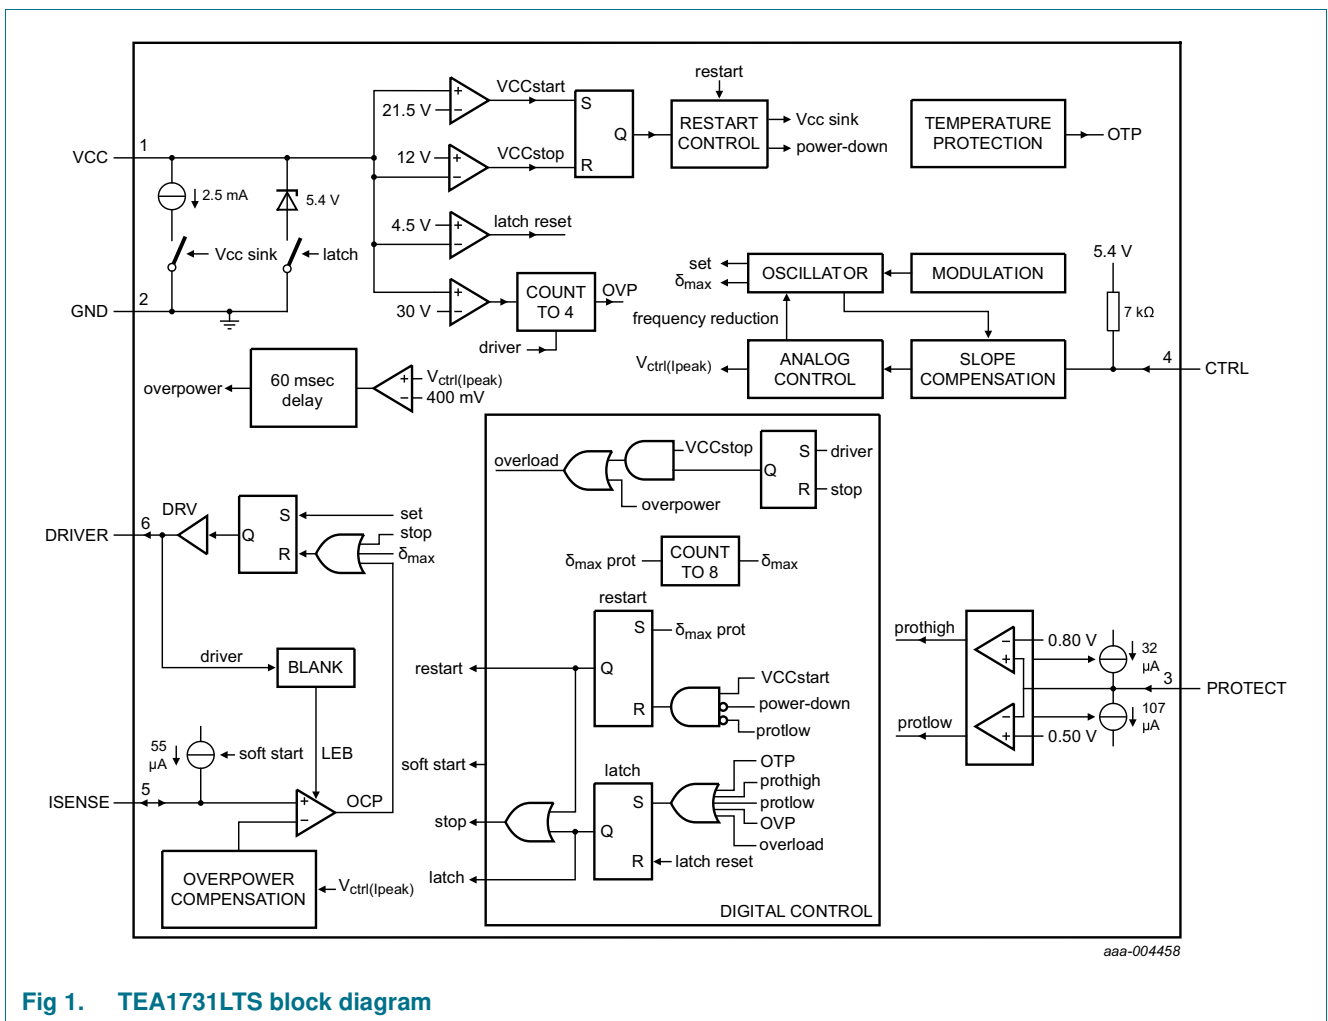 restart
VCCstart
21.5 V
S
Q
R
RESTART
CONTROL
Vcc sink
power-down
TEMPERATURE
PROTECTION
OTP
VCC
1
12 V
VCCstop
2.5 mA
5.4 V
4.5 V
latch reset
Vcc sink
latch
GND
2
30 V
COUNT
TO 4
OVP
driver
set
δmax
OSCILLATOR
MODULATION
5.4 V
7 kΩ
frequency reduction
Vctrl(Ipeak)
ANALOG
CONTROL
SLOPE
COMPENSATION
4
CTRL
overpower
60 msec
delay
Vctrl(Ipeak)
400 mV
overload
VCCstop
overpower
Q
S
R
driver
stop
DRIVER
6
DRV
Q
S
R
set
stop
δmax
δmax prot
COUNT
TO 8
δmax
restart
S
Q
R
δmax prot
VCCstart
power-down
protlow
restart
driver
BLANK
LEB
55
μA
soft start
ISENSE
5
OCP
OVERPOWER
COMPENSATION
Vctrl(Ipeak)
soft start
stop
latch
latch
S
Q
R
OTP
prothigh
protlow
OVP
overload
latch reset
DIGITAL CONTROL
prothigh
protlow
0.80 V
0.50 V
32
μA
107
μA
3
PROTECT
aaa-004458
Fig 1. TEA1731LTS block diagram